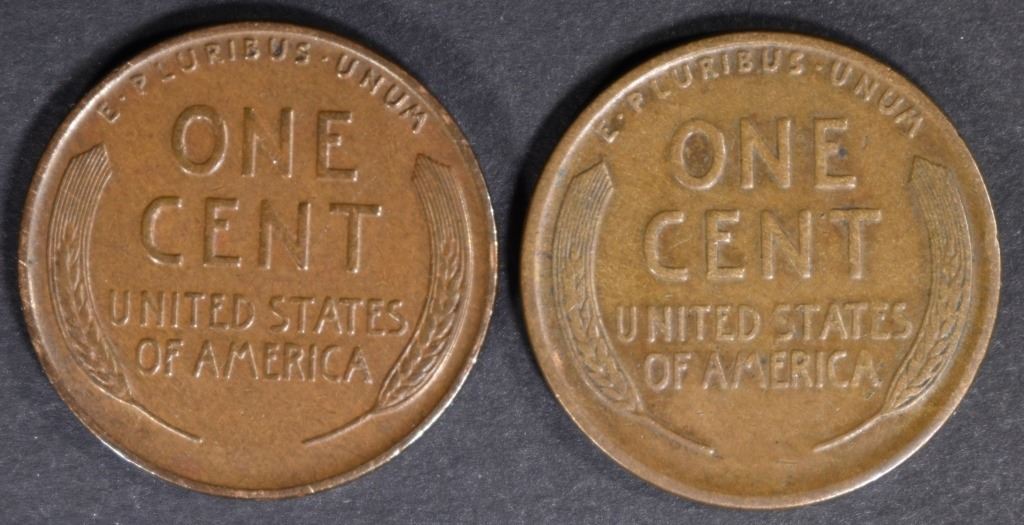 E·PLURIBUS·UNUM
ONE
CENT
UNITED STATES
OF AMERICA
E·PLURIBUS·UNUM
ONE
CENT
UNITED STATES
OF AMERICA